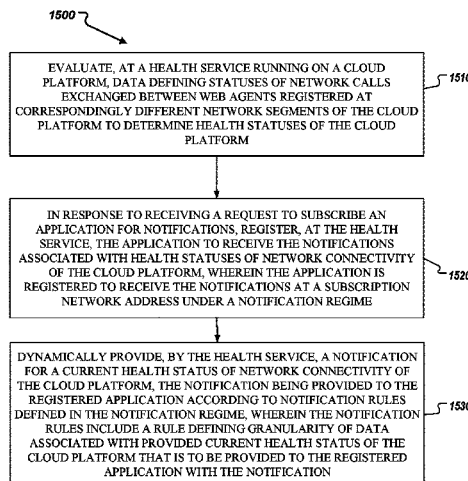 1500
EVALUATE, AT A HEALTH SERVICE RUNNING ON A CLOUD
PLATFORM, DATA DEFINING STATUSES OF NETWORK CALLS
EXCHANGED BETWEEN WEB AGENTS REGISTERED AT
CORRESPONDINGLY DIFFERENT NETWORK SEGMENTS OF THE CLOUD
PLATFORM TO DETERMINE HEALTH STATUSES OF THE CLOUD
PLATFORM
1510
IN RESPONSE TO RECEIVING A REQUEST TO SUBSCRIBE AN
APPLICATION FOR NOTIFICATIONS, REGISTER, AT THE HEALTH
SERVICE, THE APPLICATION TO RECEIVE THE NOTIFICATIONS
ASSOCIATED WITH HEALTH STATUSES OF NETWORK CONNECTIVITY
OF THE CLOUD PLATFORM, WHEREIN THE APPLICATION IS
REGISTERED TO RECEIVE THE NOTIFICATIONS AT A SUBSCRIPTION
NETWORK ADDRESS UNDER A NOTIFICATION REGIME
1520
DYNAMICALLY PROVIDE, BY THE HEALTH SERVICE, A NOTIFICATION
FOR A CURRENT HEALTH STATUS OF NETWORK CONNECTIVITY OF
THE CLOUD PLATFORM, THE NOTIFICATION BEING PROVIDED TO THE
REGISTERED APPLICATION ACCORDING TO NOTIFICATION RULES
DEFINED IN THE NOTIFICATION REGIME, WHEREIN THE NOTIFICATION
RULES INCLUDE A RULE DEFINING GRANULARITY OF DATA
ASSOCIATED WITH PROVIDED CURRENT HEALTH STATUS OF THE
CLOUD PLATFORM THAT IS TO BE PROVIDED TO THE REGISTERED
APPLICATION WITH THE NOTIFICATION
1530